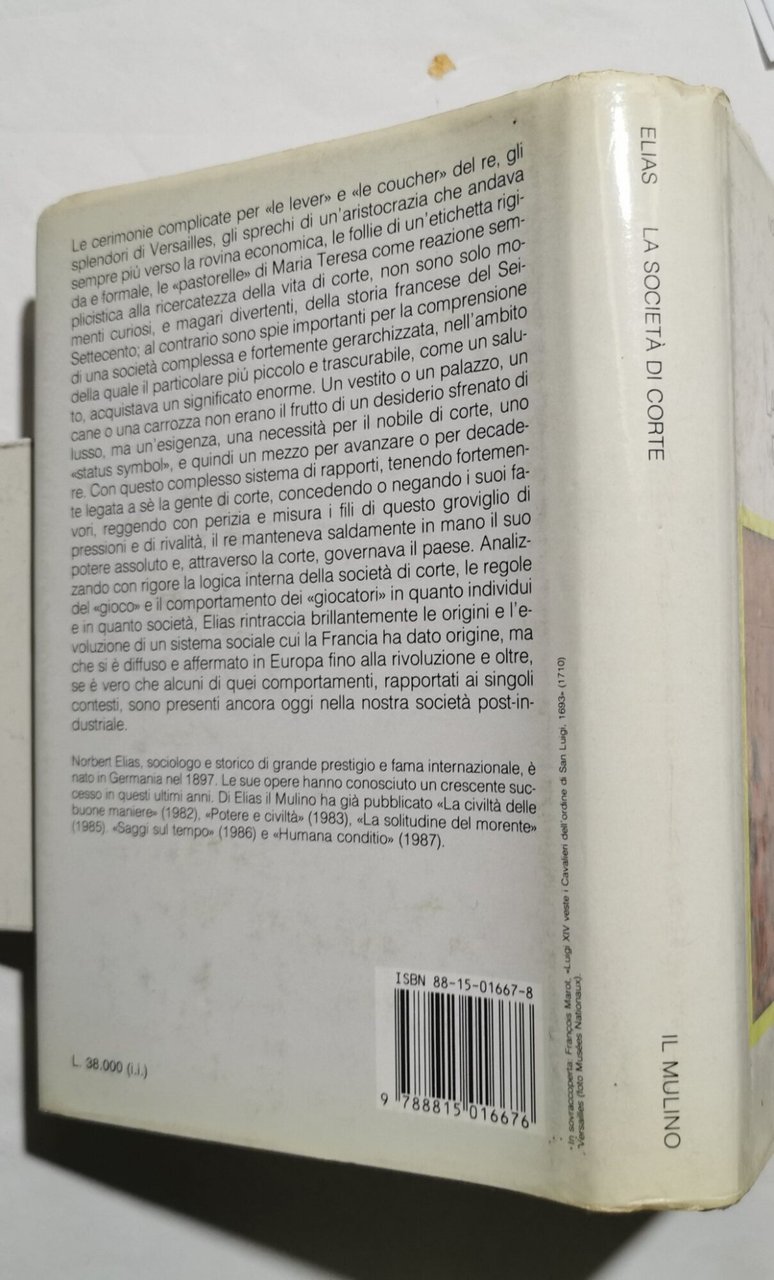 Le cerimonie complicate per «le lever» e «le coucher» del re, gli
splendori di Versailles, gli sprechi di un'aristocrazia che andava
sempre più verso la rovina economica, le follie di un'etichetta rigi-
da e formale, le «pastorelle» di Maria Teresa come reazione sem-
plicistica alla ricercatezza della vita di corte, non sono solo mo-
menti curiosi, e magari divertenti, della storia francese del Sei-
Settecento; al contrario sono spie importanti per la comprensione
di una società complessa e fortemente gerarchizzata, nell'ambito
della quale il particolare più piccolo e trascurabile, come un salu-
to, acquistava un significato enorme. Un vestito o un palazzo, un
cane o una carrozza non erano il frutto di un desiderio sfrenato di
lusso, ma un'esigenza, una necessità per il nobile di corte, uno
«status symbol», e quindi un mezzo per avanzare o per decade-
re. Con questo complesso sistema di rapporti, tenendo fortemen-
te legata a sè la gente di corte, concedendo o negando i suoi fa-
vori, reggendo con perizia e misura i fili di questo groviglio di
pressioni e di rivalità, il re manteneva saldamente in mano il suo
potere assoluto e, attraverso la corte, governava il paese. Analiz-
zando con rigore la logica interna della società di corte, le regole
del «gioco» e il comportamento dei «giocatori» in quanto individui
e in quanto società, Elias rintraccia brillantemente le origini e l'e-
voluzione di un sistema sociale cui la Francia ha dato origine, ma
che si è diffuso e affermato in Europa fino alla rivoluzione e oltre,
se é vero che alcuni di quei comportamenti, rapportati ai singoli
contesti, sono presenti ancora oggi nella nostra società post-in-
dustriale.
Norbert Elias, sociologo e storico di grande prestigio e fama internazionale, è
nato in Germania nel 1897. Le sue opere hanno conosciuto un crescente suc-
cesso in questi ultimi anni. Di Elias il Mulino ha già pubblicato «La civiltà delle
buone maniere» (1982), «Potere e civiltà» (1983), «La solitudine del morente»
(1985). «Saggi sul tempo» (1986) e «Humana conditio» (1987).
ISBN 88-15-01667-8
9 788815 016676
L. 38.000 (i.i.)
In sovraccoperta: François Marot, «Luigi XIV veste i Cavalieri dell'ordine di San Luigi, 1693» (1710)
Versailles (foto Musées Nationaux).
ELIAS LA SOCIETÀ DI CORTE
IL MULINO